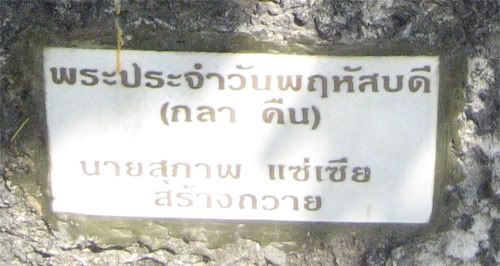 พระประจำวันพฤหัสบดี
(กลา คืน)
นายสุภาพ แซ่เซีย
สร้างถวาย